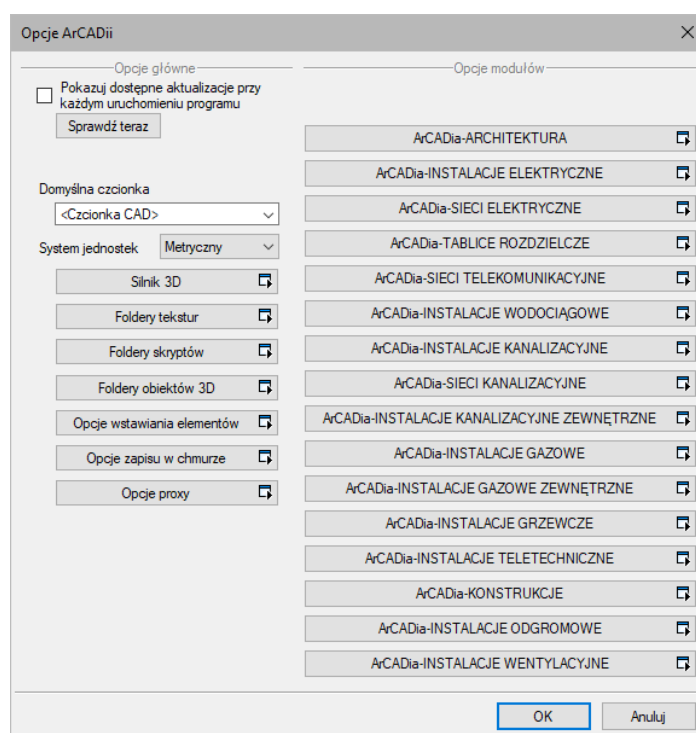 Opcje ArCADii
Opcje główne
Pokazuj dostępne aktualizacje przy
każdym uruchomieniu programu
Sprawdź teraz
Domyślna czcionka
<Czcionka CAD>
System jednostek Metryczny
Silnik 3D
Foldery tekstur
Foldery skryptów
Foldery obiektów 3D
Opcje wstawiania elementów
Opcje zapisu w chmurze
Opcje proxy
Opcje modułów
ArCADia-ARCHITEKTURA
ArCADia-INSTALACJE ELEKTRYCZNE
ArCADia-SIECI ELEKTRYCZNE
ArCADia-TABLICE ROZDZIELCZE
ArCADia-SIECI TELEKOMUNIKACYJNE
ArCADia-INSTALACJE WODOCIĄGOWE
ArCADia-INSTALACJE KANALIZACYJNE
ArCADia-SIECI KANALIZACYJNE
ArCADia-INSTALACJE KANALIZACYJNE ZEWNĘTRZNE
ArCADia-INSTALACJE GAZOWE
ArCADia-INSTALACJE GAZOWE ZEWNĘTRZNE
ArCADia-INSTALACJE GRZEWCZE
ArCADia-INSTALACJE TELETECHNICZNE
ArCADia-KONSTRUKCJE
ArCADia-INSTALACJE ODGROMOWE
ArCADia-INSTALACJE WENTYLACYJNE
OK
Anuluj